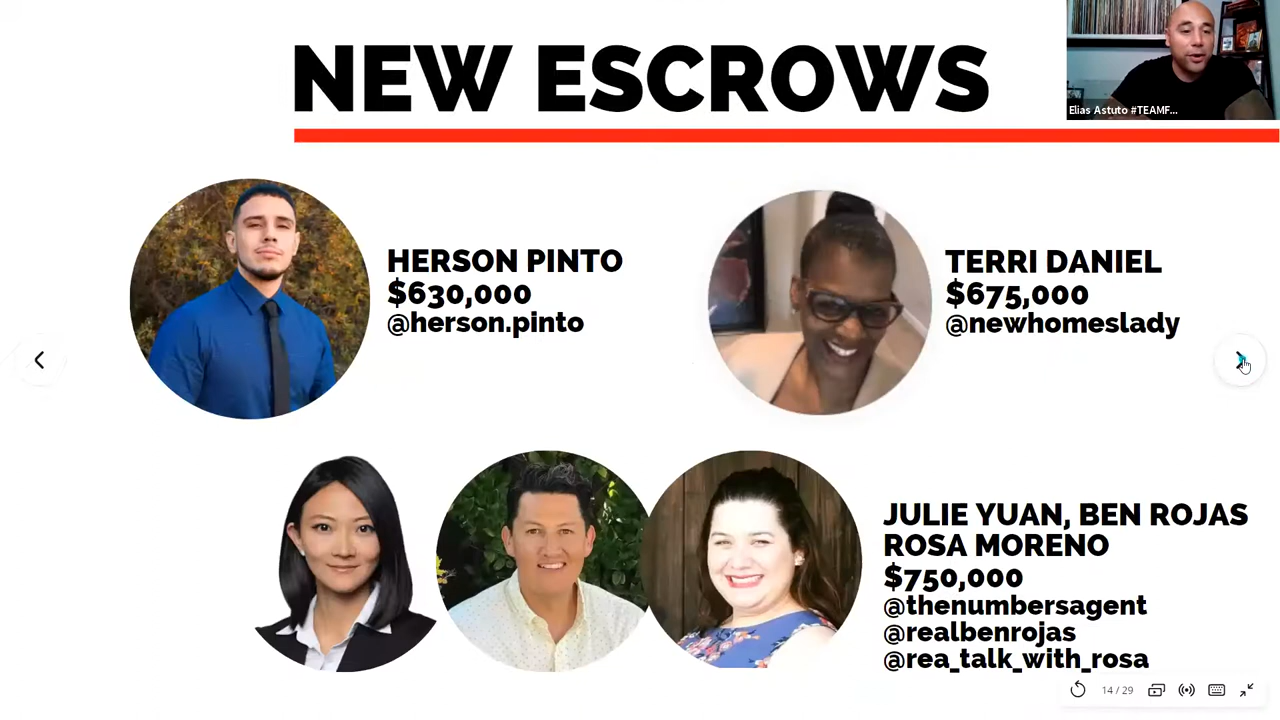 NEW ESCROWS
Elias Astuto #TEAMF...
HERSON PINTO
$630,000
@herson.pinto
TERRI DANIEL
$675,000
@newhomeslady
JULIE YUAN, BEN ROJAS
ROSA MORENO
$750,000
@thenumbersagent
@realbenrojas
@rea_talk_with_rosa
14 / 29